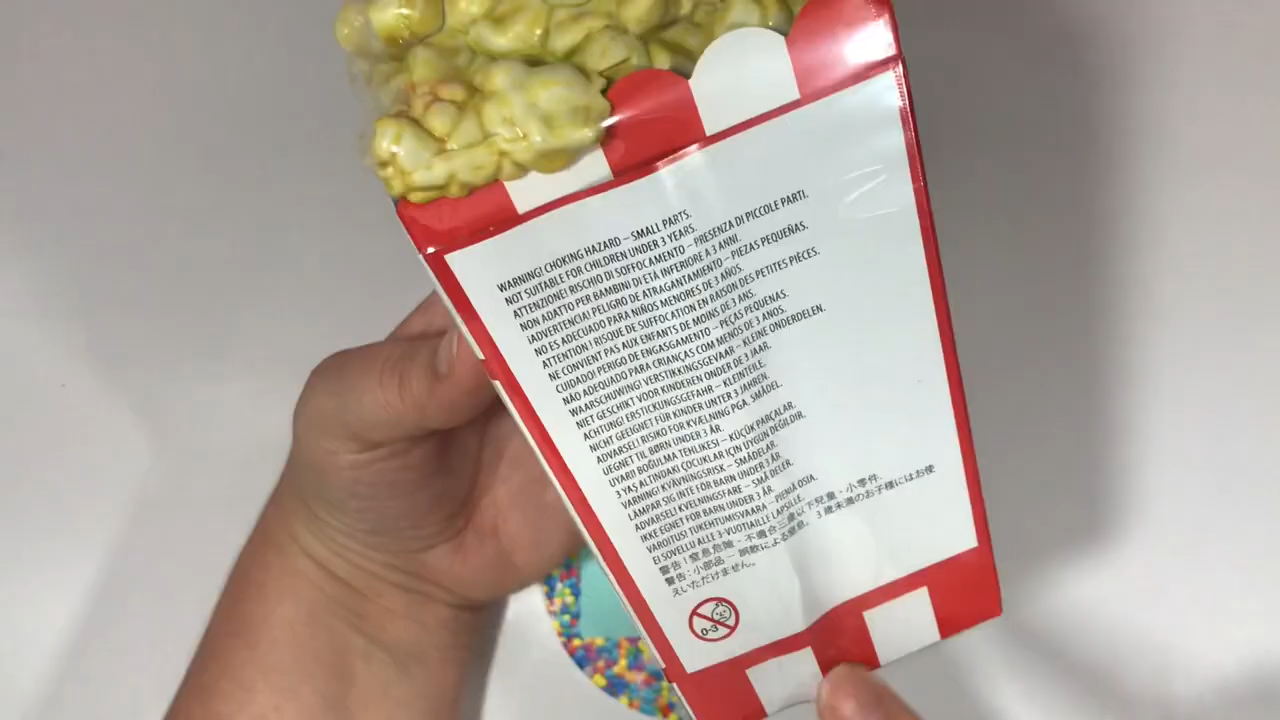 WARNING! CHOKING HAZARD – SMALL PARTS.
NOT SUITABLE FOR CHILDREN UNDER 3 YEARS.
ATTENZIONE! RISCHIO DI SOFFOCAMENTO – PRESENZA DI PICCOLE PARTI.
NON ADATTO PER BAMBINI DI ETÀ INFERIORE A 3 ANNI.
¡ADVERTENCIA! PELIGRO DE ATRAGANTAMIENTO – PIEZAS PEQUEÑAS.
NO ES ADECUADO PARA NIÑOS MENORES DE 3 AÑOS.
ATTENTION ! RISQUE DE SUFFOCATION EN RAISON DES PETITES PIÈCES.
NE CONVIENT PAS AUX ENFANTS DE MOINS DE 3 ANS.
CUIDADO! PERIGO DE ENGASGAMENTO – PEÇAS PEQUENAS.
NÃO ADEQUADO PARA CRIANÇAS COM MENOS DE 3 ANOS.
WAARSCHUWING! VERSTIKKINGSGEVAAR – KLEINE ONDERDELEN.
NIET GESCHIKT VOOR KINDEREN ONDER DE 3 JAAR.
ACHTUNG! ERSTICKUNGSGEFAHR – KLEINTEILE.
NICHT GEEIGNET FÜR KINDER UNTER 3 JAHREN.
ADVARSEL! RISIKO FOR KVELNING PGA. SMÅDEL.
UEGNET TIL BØRN UNDER 3 ÅR.
UYARI! BOĞULMA TEHLIKESI – KÜÇÜK PARÇALAR.
3 YAŞ ALTINDAKI ÇOCUKLAR IÇIN UYGUN DEĞILDIR.
VARNING! KVÄVNINGSRISK – SMÅDELAR.
LÄMPAR SIG INTE FÖR BARN UNDER 3 ÅR.
ADVARSEL! KVELNINGSFARE – SMÅ DELER.
IKKE EGNET FOR BARN UNDER 3 ÅR.
VAROITUS! TUKEHTUMISVAARA – PIENIÄ OSIA.
EI SOVELLU ALLE 3-VUOTIAILLE LAPSILLE.
警告！窒息危險 - 不適合三歲以下兒童 · 小零件.
警告：小部品 – 誤飲による窒息。3 歳未満のお子様にはお使
えいただけません。
0-3